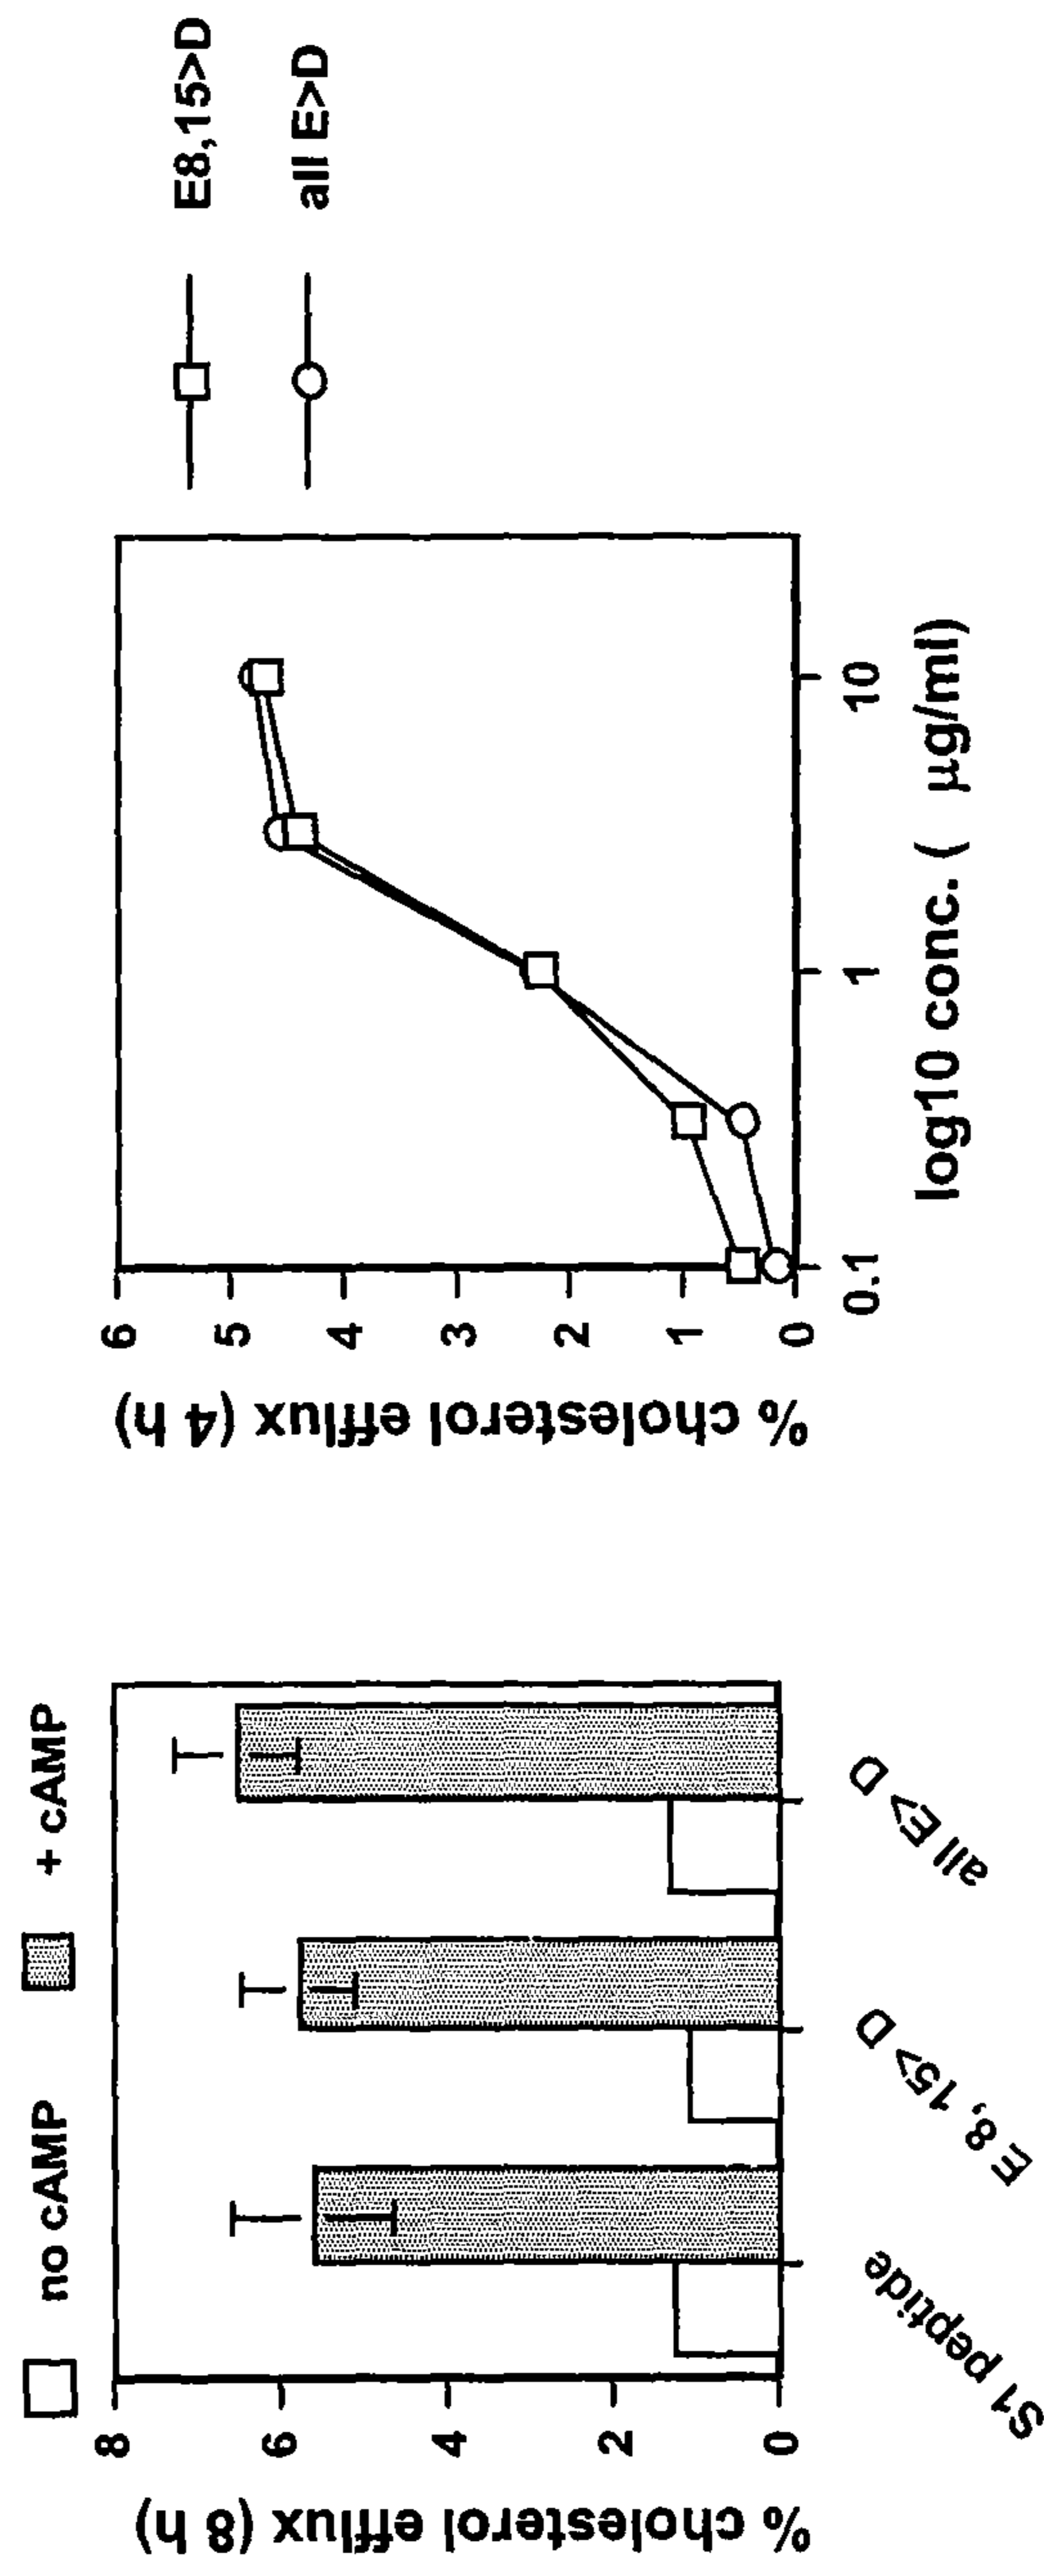 no cAMP
+ cAMP
% cholesterol efflux (8 h)
8
6
4
2
0
S1 peptide
E 8, 15> D
all E> D
% cholesterol efflux (4 h)
6
5
4
3
2
1
0
0.1
1
10
log10 conc. ( µg/ml)
E8,15>D
all E>D